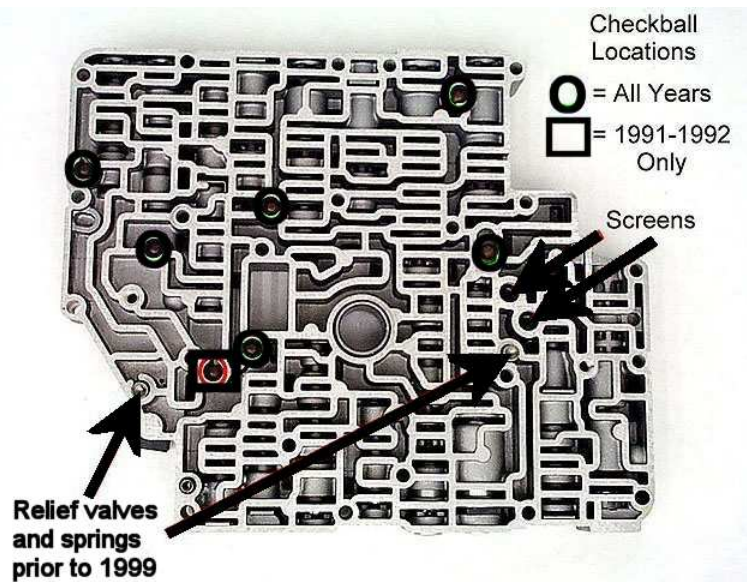 Checkball
Locations
O = All Years
= 1991-1992
Only
Screens
Relief valves
and springs
prior to 1999